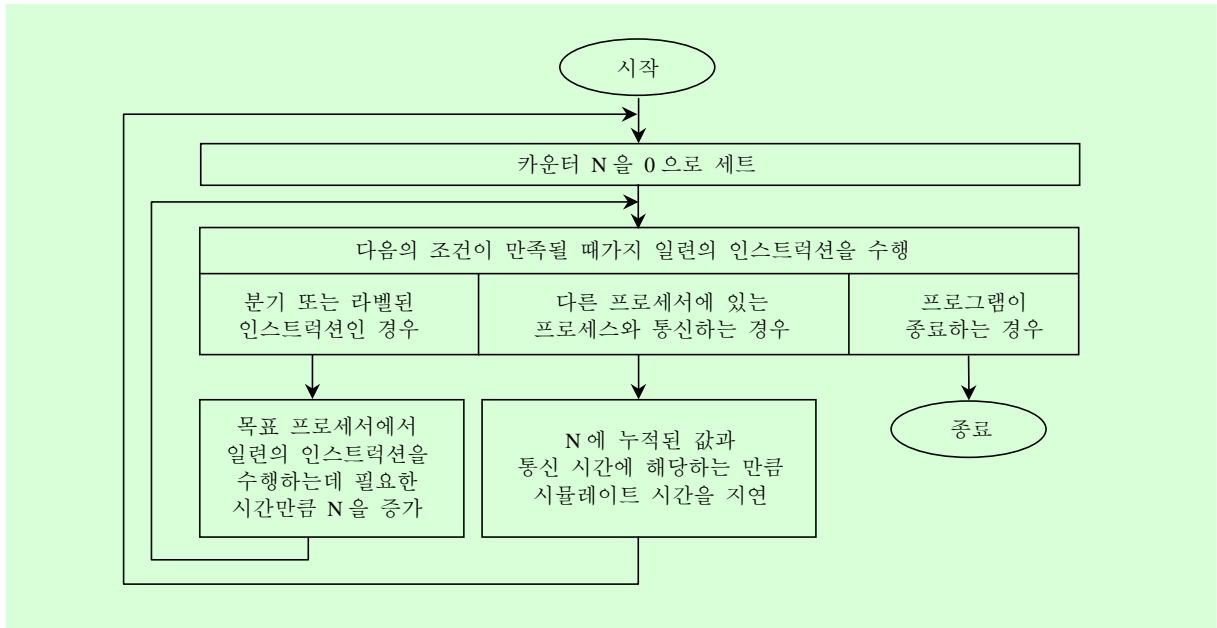 시작
카운터 N 을 0 으로 세트
다음의 조건이 만족될 때가지 일련의 인스트럭션을 수행
분기 또는 라벨된
인스트럭션인 경우
다른 프로세서에 있는
프로세스와 통신하는 경우
프로그램이
종료하는 경우
목표 프로세서에서
일련의 인스트럭션을
수행하는데 필요한
시간만큼 N 을 증가
N 에 누적된 값과
통신 시간에 해당하는 만큼
시뮬레이트 시간을 지연
종료